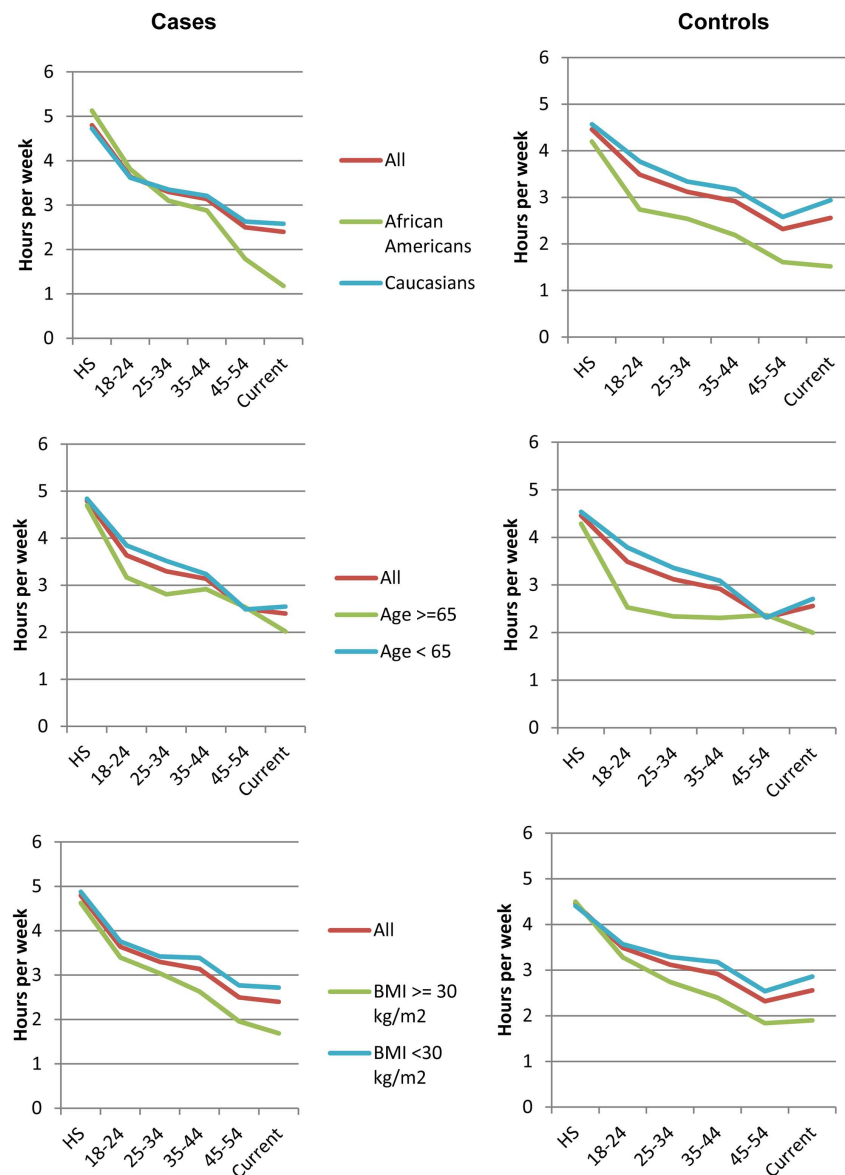 Cases
Controls
Hours per week
6
5
4
3
2
1
0
HS
18-24
25-34
35-44
45-54
Current
All
African
Americans
Caucasians
Hours per week
6
5
4
3
2
1
0
HS
18-24
25-34
35-44
45-54
Current
Hours per week
6
5
4
3
2
1
0
HS
18-24
25-34
35-44
45-54
Current
All
Age >=65
Age < 65
Hours per week
6
5
4
3
2
1
0
HS
18-24
25-34
35-44
45-54
Current
Hours per week
6
5
4
3
2
1
0
HS
18-24
25-34
35-44
45-54
Current
All
BMI >= 30
kg/m2
BMI <30
kg/m2
Hours per week
6
5
4
3
2
1
0
HS
18-24
25-34
35-44
45-54
Current